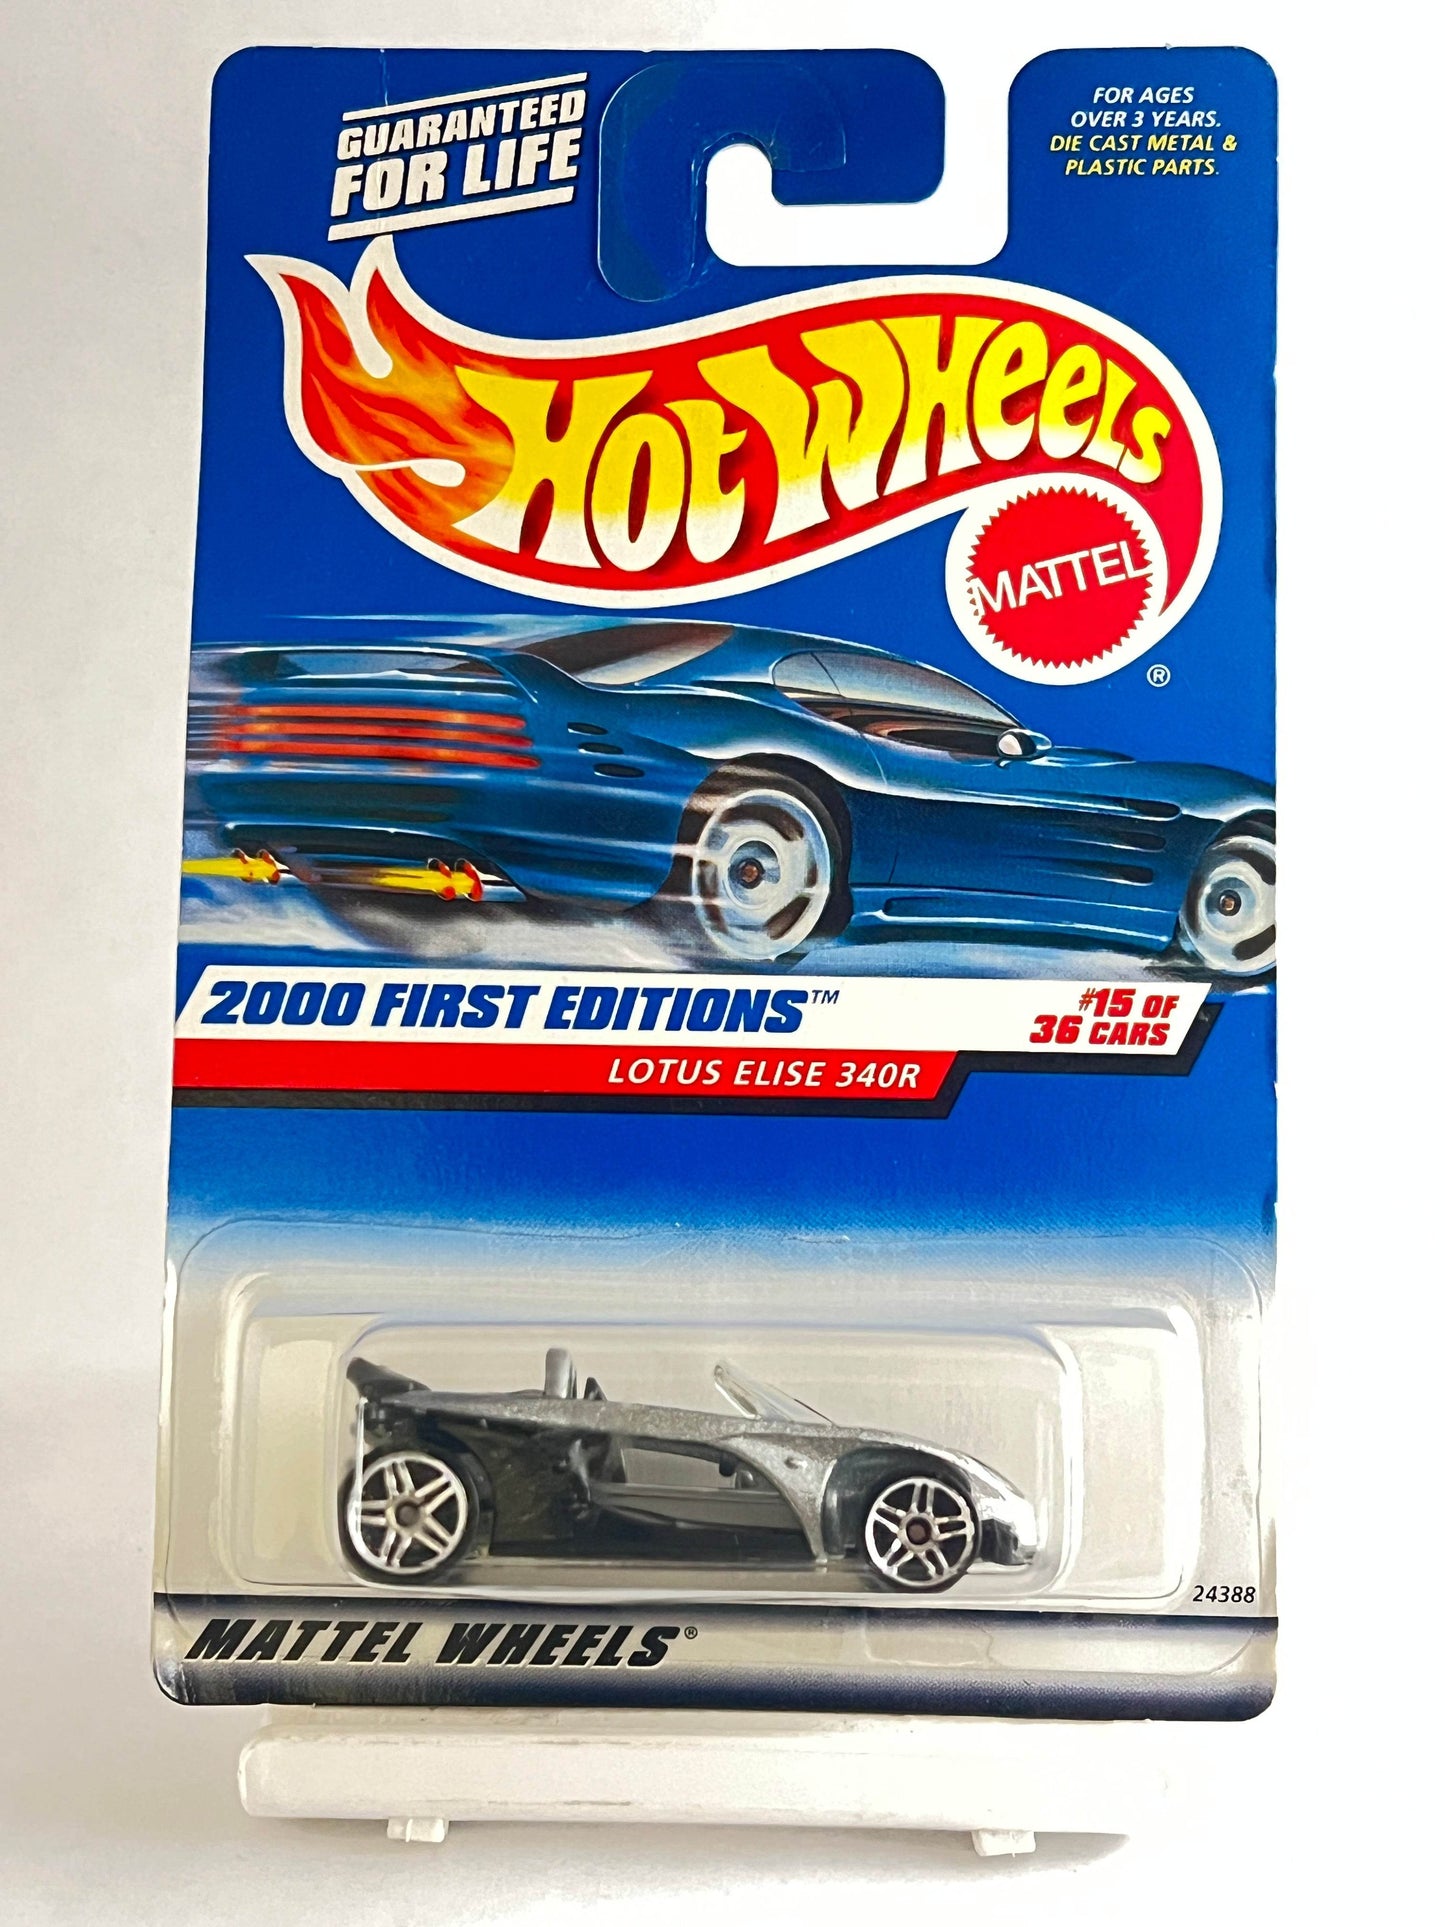 GUARANTEED
FOR LIFE
FOR AGES
OVER 3 YEARS.
DIE CAST METAL &
PLASTIC PARTS.
HOT WHEELS
MATTEL
®
2000 FIRST EDITIONS™
#15 OF
36 CARS
LOTUS ELISE 340R
24388
MATTEL WHEELS®